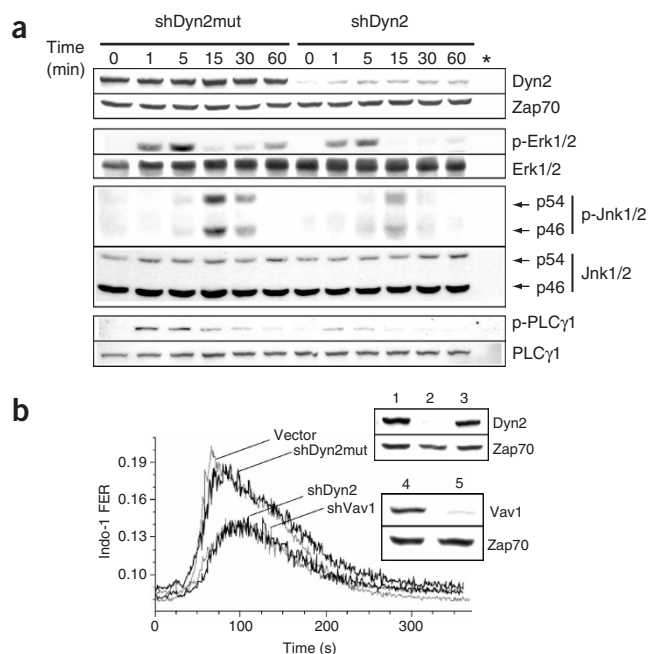 a
shDyn2mut shDyn2
Time (min) 0 1 5 15 30 60 0 1 5 15 30 60 *
Dyn2
Zap70
p-Erk1/2
Erk1/2
p54
p46
p-Jnk1/2
p54
p46
Jnk1/2
p-PLCγ1
PLCγ1
b
1 2 3
Dyn2
Zap70
4 5
Vav1
Zap70
Vector
shDyn2mut
shDyn2
shVav1
Indo-1 FER
0.19
0.16
0.13
0.10
0 100 200 300
Time (s)